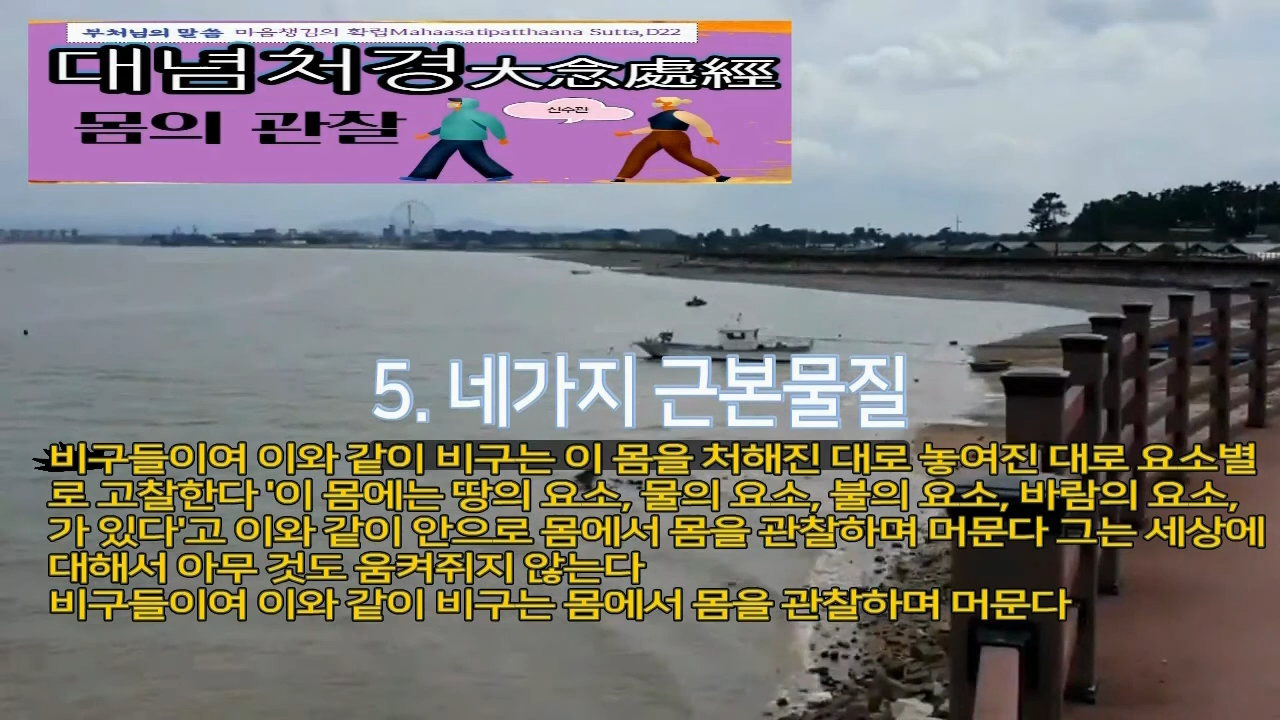 부처님의 말씀 마음챙김의 확립Mahaasatipatthaana Sutta,D22
대념처경大念處經
몸의 관찰
신수관
5. 네가지 근본물질
비구들이여 이와 같이 비구는 이 몸을 처해진 대로 놓여진 대로 요소별
로 고찰한다 '이 몸에는 땅의 요소, 물의 요소, 불의 요소, 바람의 요소,
가 있다'고 이와 같이 안으로 몸에서 몸을 관찰하며 머문다 그는 세상에
대해서 아무 것도 움켜쥐지 않는다
비구들이여 이와 같이 비구는 몸에서 몸을 관찰하며 머문다